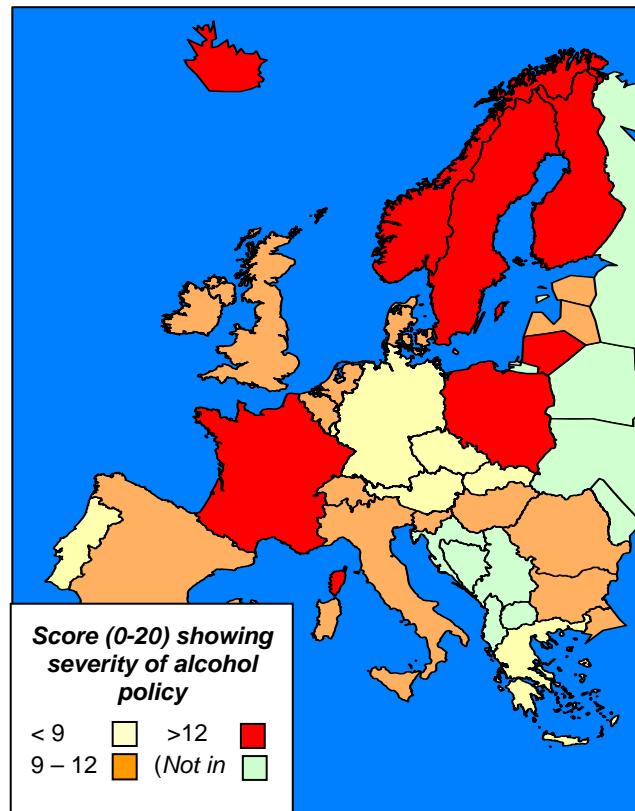 Score (0-20) showing
severity of alcohol
policy
< 9 >12
9 – 12 (Not in